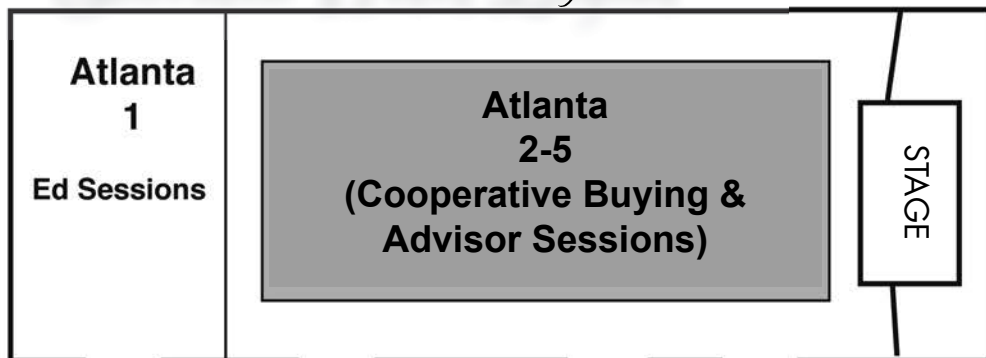 Atlanta
1
Ed Sessions
Atlanta
2-5
(Cooperative Buying &
Advisor Sessions)
STAGE